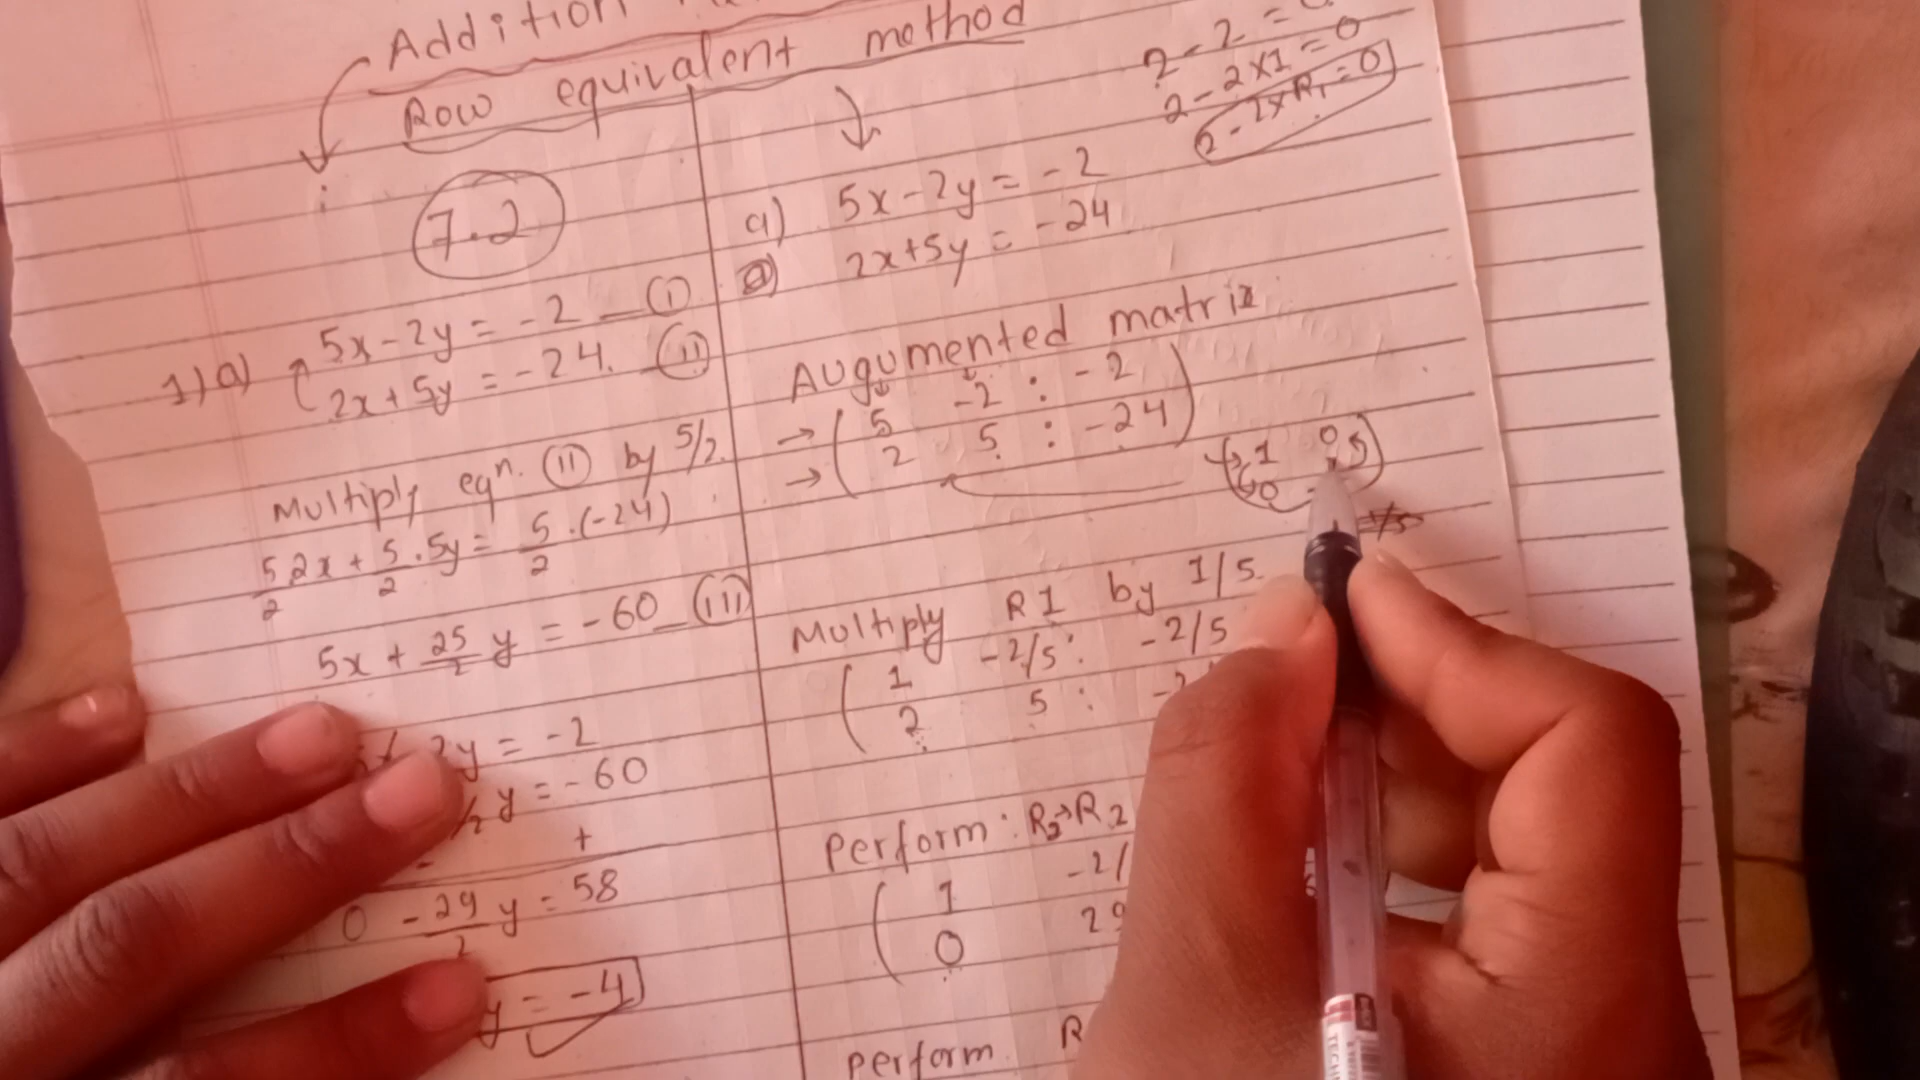 Addition
Row equivalent method
7.2
1) a) 5x - 2y = -2 (i)
2x + 5y = -24. (ii)
Multiply eqn. (ii) by 5/2.
5/2 2x + 5/2 . 5y = 5/2 . (-24)
5x + 25/2 y = -60 (iii)
2y = -2
/2 y = -60
- +
0 - 29/2 y = 58
y = -4
2 - 2 =
2 - 2 x 1 = 0
2 - 2 x R1 = 0
a) 5x - 2y = -2
2x + 5y = -24
Augumented matrix
→ ( 5 -2 : -2
→ ( 2 5 : -24 )
1 0
0
Multiply R1 by 1/5.
( 1 -2/5 : -2/5
2 5 :
Perform: R2→R2
( 1 -2/
0 29
perform R